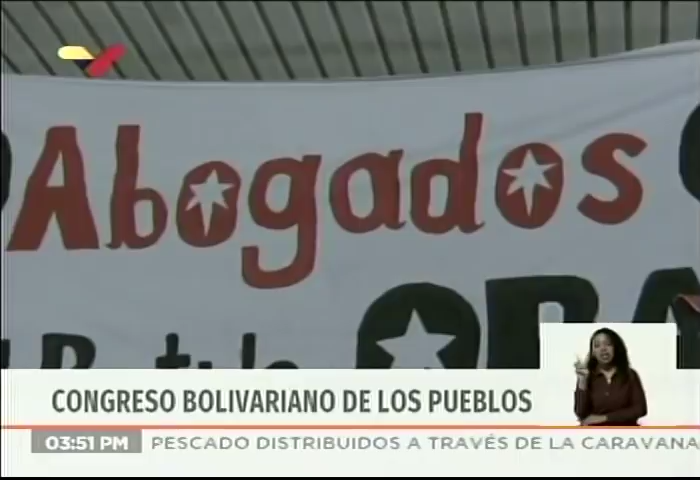 Abogados
CONGRESO BOLIVARIANO DE LOS PUEBLOS
03:51 PM PESCADO DISTRIBUIDOS A TRAVÉS DE LA CARAVANA